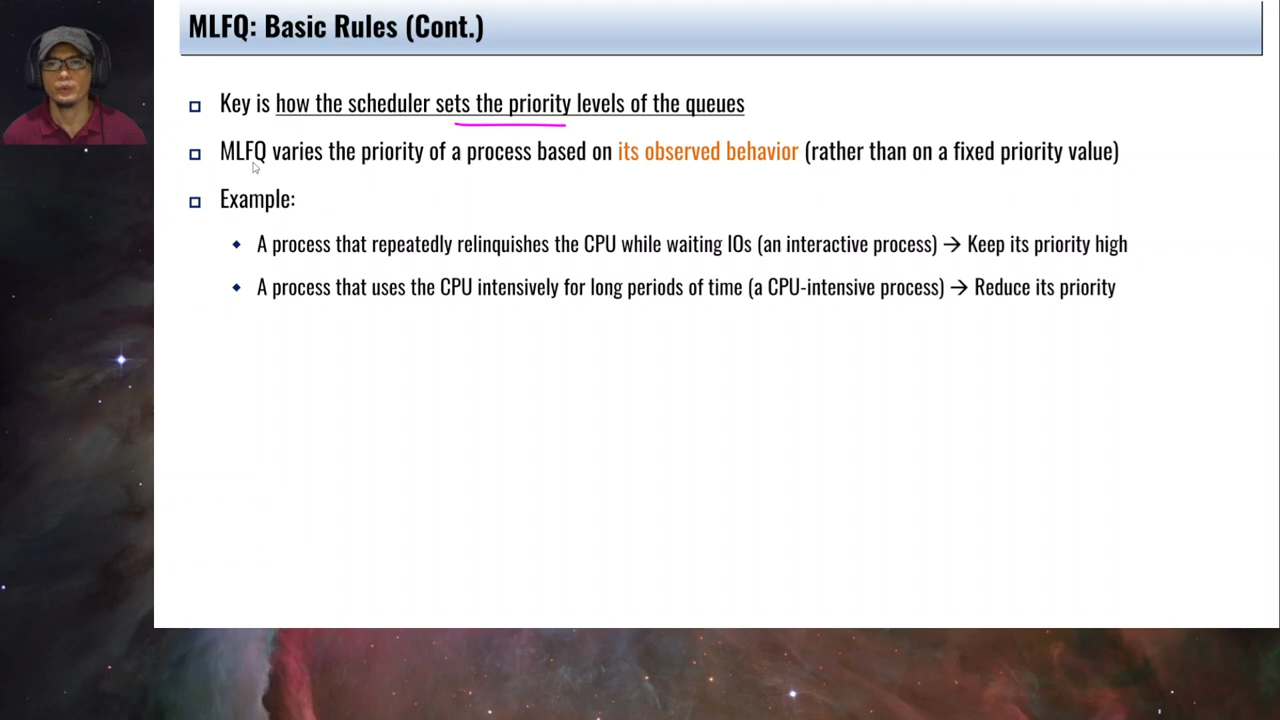 MLFQ: Basic Rules (Cont.)
Key is how the scheduler sets the priority levels of the queues
MLFQ varies the priority of a process based on its observed behavior (rather than on a fixed priority value)
Example:
A process that repeatedly relinquishes the CPU while waiting IOs (an interactive process) → Keep its priority high
A process that uses the CPU intensively for long periods of time (a CPU-intensive process) → Reduce its priority